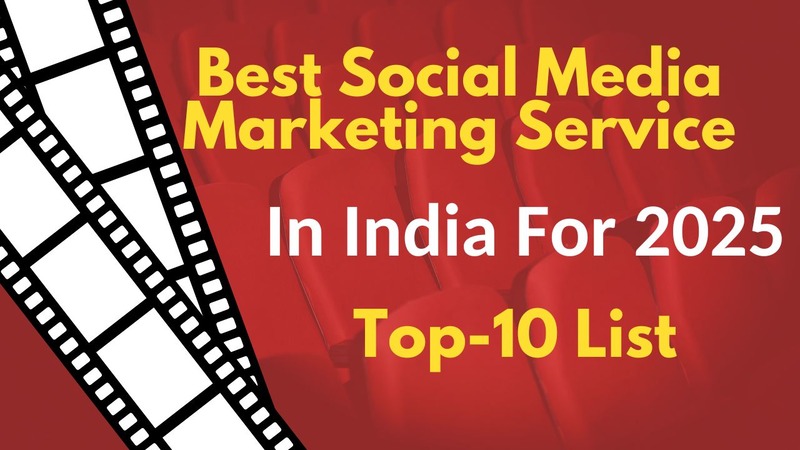 Best Social Media
Marketing Service
In India For 2025
Top-10 List